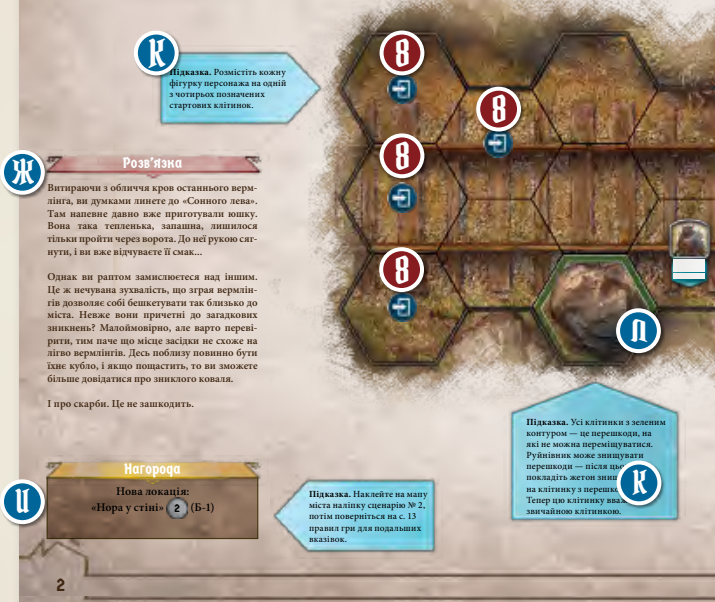 К
Підказка. Розмістіть кожну
фігурку персонажа на одній
з чотирьох позначених
стартових клітинок.
8
8
8
8
Ж
Розв'язка
Витираючи з обличчя кров останнього верм-
лінга, ви думками линете до «Сонного лева».
Там напевне давно вже приготували юшку.
Вона така тепленька, запашна, лишилося
тільки пройти через ворота. До неї рукою сяг-
нути, і ви вже відчуваєте її смак...
Однак ви раптом замислюєтеся над іншим.
Це ж нечувана зухвалість, що зграя вермлін-
гів дозволяє собі бешкетувати так близько до
міста. Невже вони причетні до загадкових
зникнень? Малоймовірно, але варто переві-
рити, тим паче що місце засідки не схоже на
лігво вермлінгів. Десь поблизу повинно бути
їхнє кубло, і якщо пощастить, то ви зможете
більше довідатися про зниклого коваля.
І про скарби. Це не зашкодить.
Л
Підказка. Усі клітинки з зеленим
контуром — це перешкоди, на
які не можна переміщуватися.
Руйнівник може знищувати
перешкоди — після
покладіть жетон
на клітинку з
Тепер цю клітинку
звичайною клітинкою.
К
И
Нагорода
Нова локація:
«Нора у стіні» 2 (Б-1)
Підказка. Наклейте на мапу
міста наліпку сценарію № 2,
потім поверніться на с. 13
правил гри для подальших
вказівок.
2